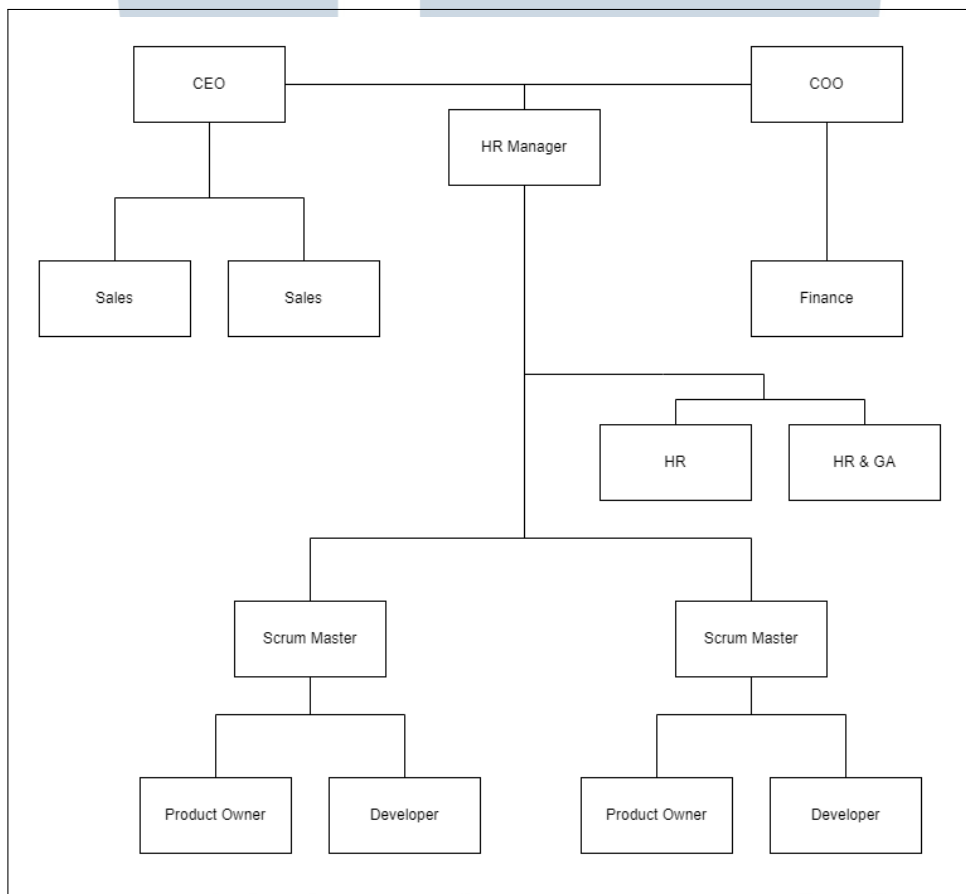 CEO
COO
HR Manager
Sales
Sales
Finance
HR
HR & GA
Scrum Master
Scrum Master
Product Owner
Developer
Product Owner
Developer